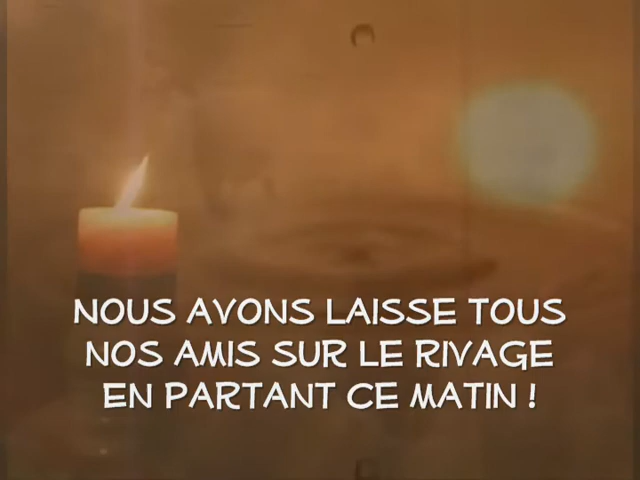 NOUS AVONS LAISSE TOUS
NOS AMIS SUR LE RIVAGE
EN PARTANT CE MATIN !